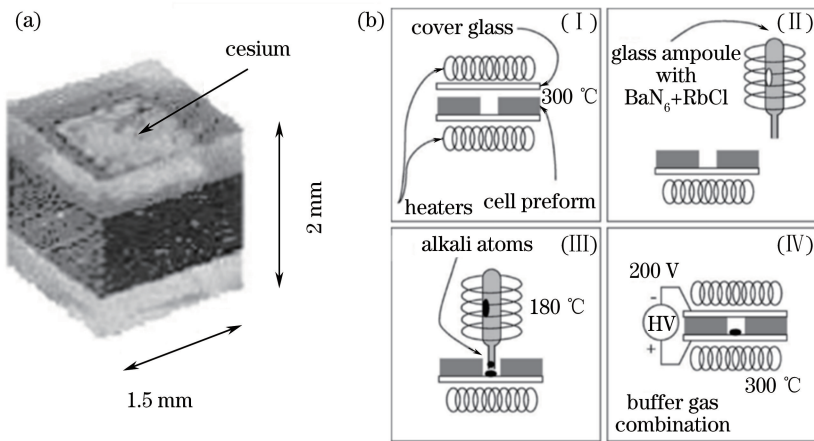 (a)
cesium
2 mm
1.5 mm
(b)
(Ⅰ)
cover glass
300 ℃
heaters
cell preform
(Ⅱ)
glass ampoule
with
BaN₆+RbCl
(Ⅲ)
alkali atoms
180 ℃
(Ⅳ)
200 V
-
HV
+
300 ℃
buffer gas
combination